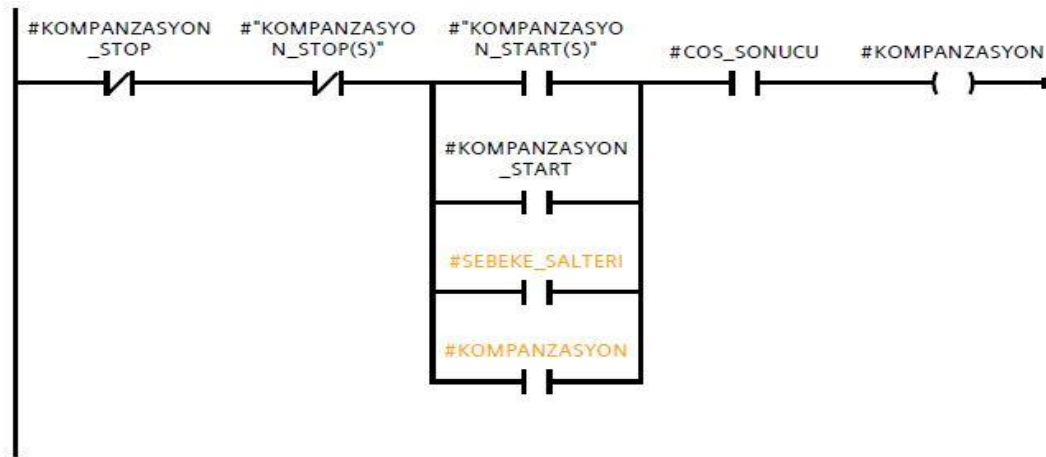 #KOMPANZASYON
_STOP
#"KOMPANZASYO
N_STOP(S)"
#"KOMPANZASYO
N_START(S)"
#COS_SONUCU
#KOMPANZASYON
#KOMPANZASYON
_START
#SEBEKE_SALTERI
#KOMPANZASYON